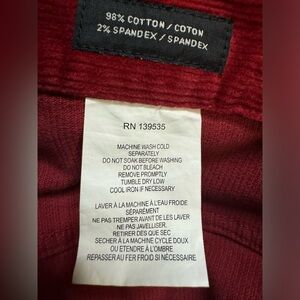 98% COTTON / COTON
2% SPANDEX / SPANDEX
RN 139535
MACHINE WASH COLD
SEPARATELY
DO NOT SOAK BEFORE WASHING
DO NOT BLEACH
REMOVE PROMPTLY
TUMBLE DRY LOW
COOL IRON IF NECESSARY
LAVER À LA MACHINE À L'EAU FROIDE
SÉPARÉMENT
NE PAS TREMPER AVANT DE LES LAVER
NE PAS JAVELLISER.
RETIRER DÈS QUE SEC
SECHER À LA MACHINE CYCLE DOUX
OU ETENDRE À L'OMBRE
REPASSER AU FER FROID SI NÉCESSAIRE